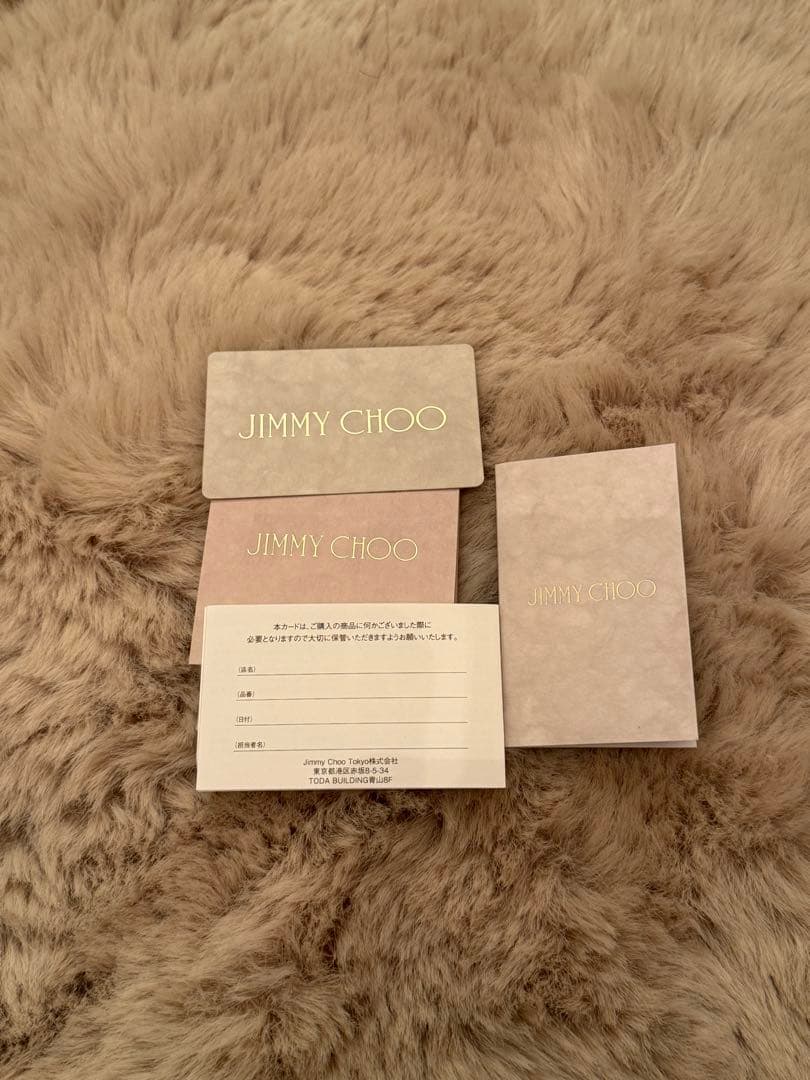 JIMMY CHOO
JIMMY CHOO
JIMMY CHOO
本カードは、ご購入の商品に何かございました際に
必要となりますので大切に保管いただきますようお願いいたします。
(店名)
(品番)
(日付)
(担当者名)
Jimmy Choo Tokyo株式会社
東京都港区赤坂8-5-34
TODA BUILDING青山8F